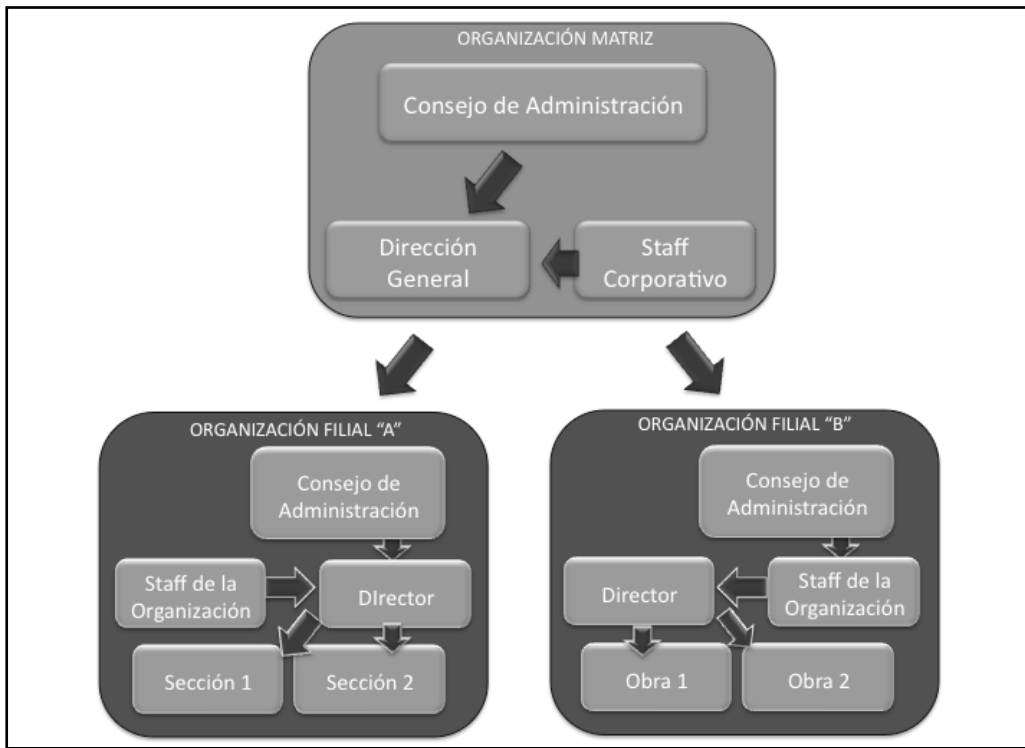 ORGANIZACIÓN MATRIZ
Consejo de Administración
Dirección
General
Staff
Corporativo
ORGANIZACIÓN FILIAL “A”
Consejo de
Administración
Staff de la
Organización
DIrector
Sección 1
Sección 2
ORGANIZACIÓN FILIAL “B”
Consejo de
Administración
Director
Staff de la
Organización
Obra 1
Obra 2